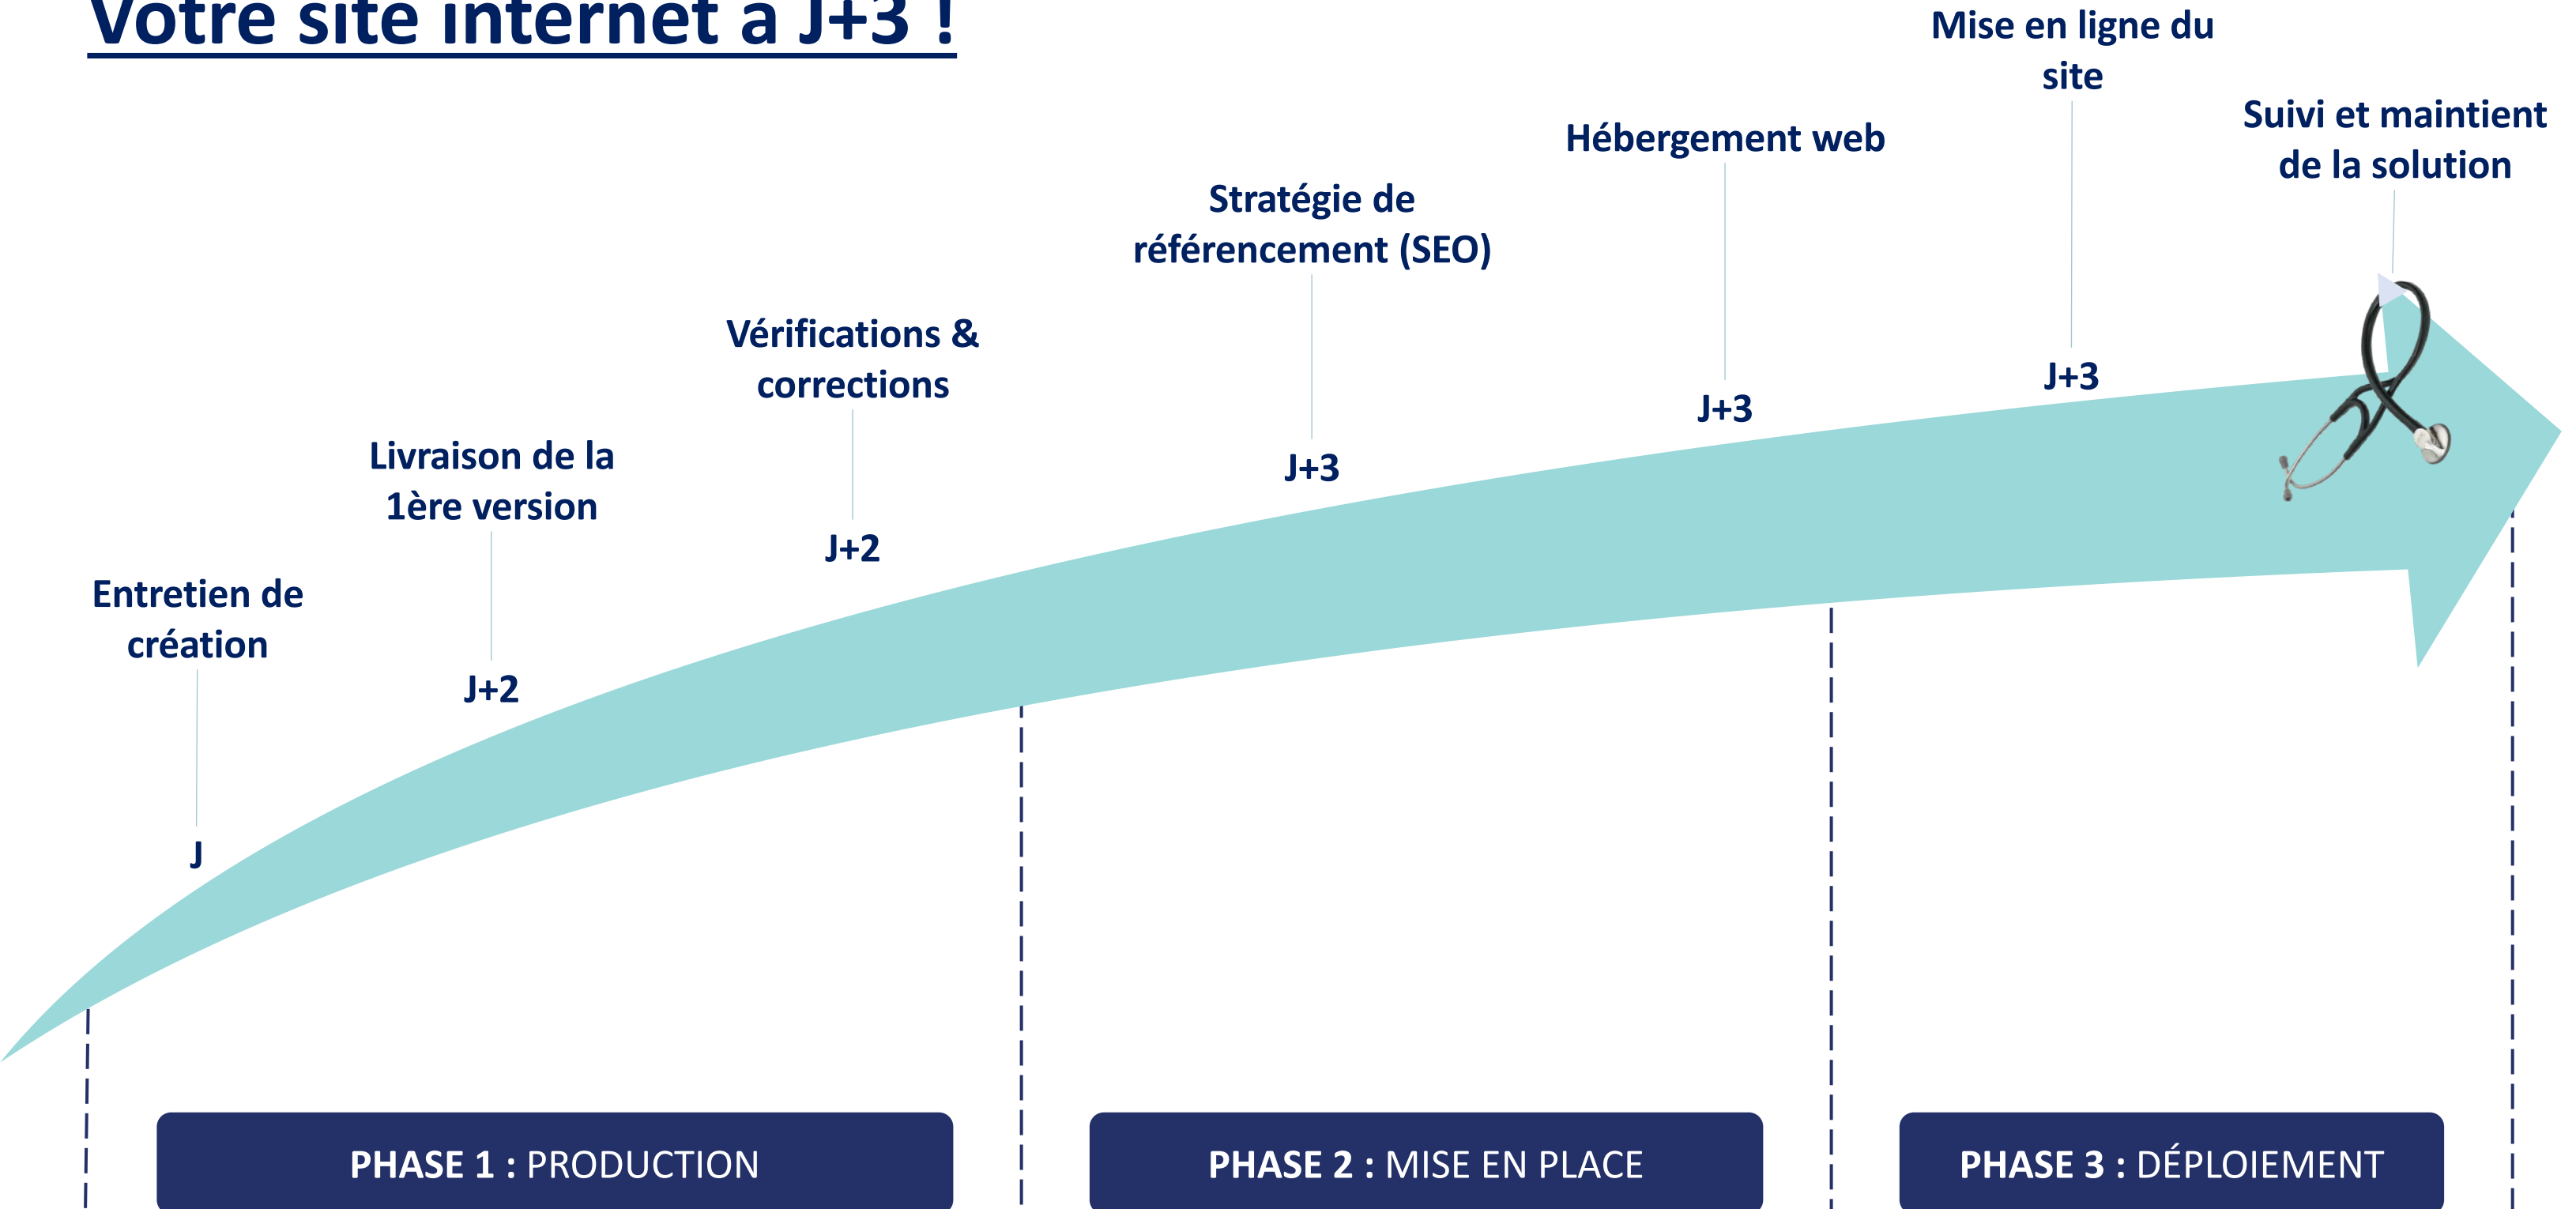 Votre site internet à J+3 !
Mise en ligne du
site
Suivi et maintient
de la solution
Hébergement web
Stratégie de
référencement (SEO)
Vérifications &
corrections
Livraison de la
1ère version
Entretien de
création
J
J+2
J+2
J+3
J+3
J+3
PHASE 1 : PRODUCTION
PHASE 2 : MISE EN PLACE
PHASE 3 : DÉPLOIEMENT